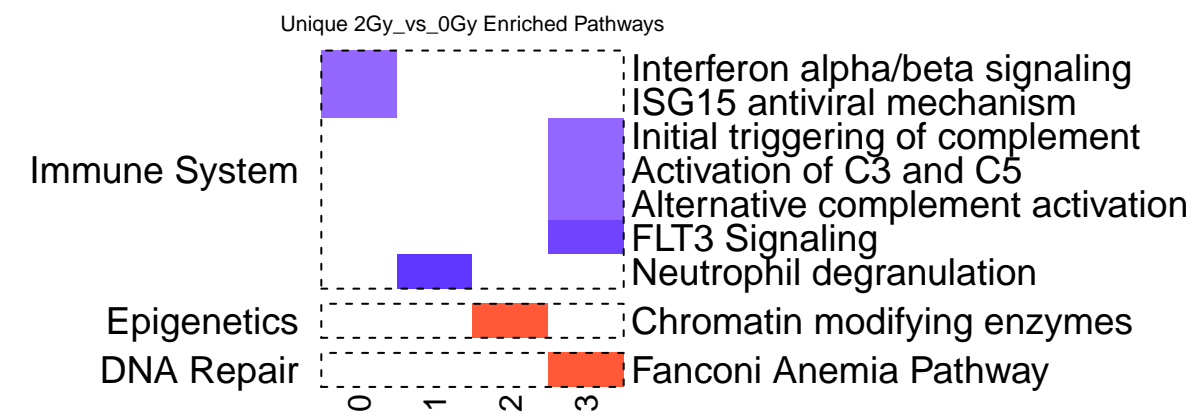 Unique 2Gy_vs_0Gy Enriched Pathways
Interferon alpha/beta signaling
ISG15 antiviral mechanism
Initial triggering of complement
Immune System
Activation of C3 and C5
Alternative complement activation
FLT3 Signaling
Neutrophil degranulation
Epigenetics
Chromatin modifying enzymes
DNA Repair
Fanconi Anemia Pathway
0
1
2
3